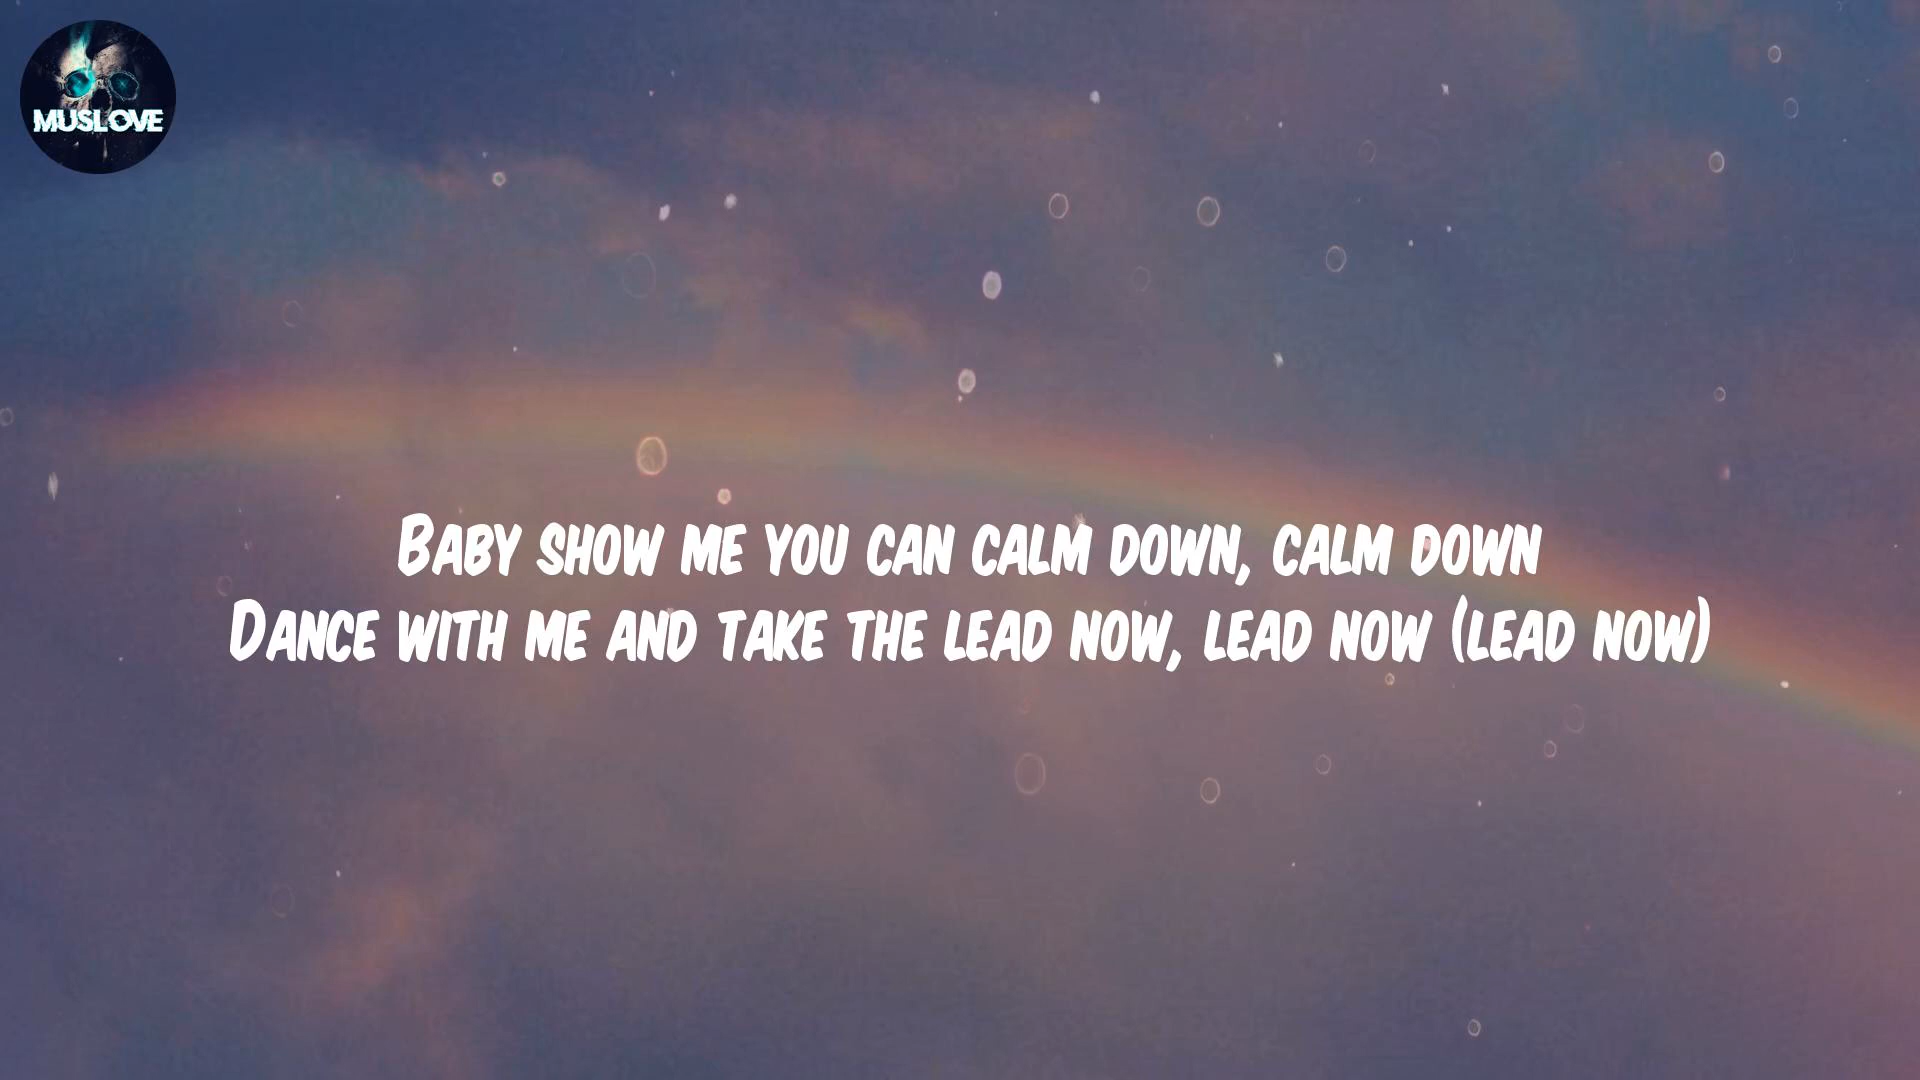 MUSLOVE
Baby show me you can calm down, calm down
Dance with me and take the lead now, lead now (lead now)